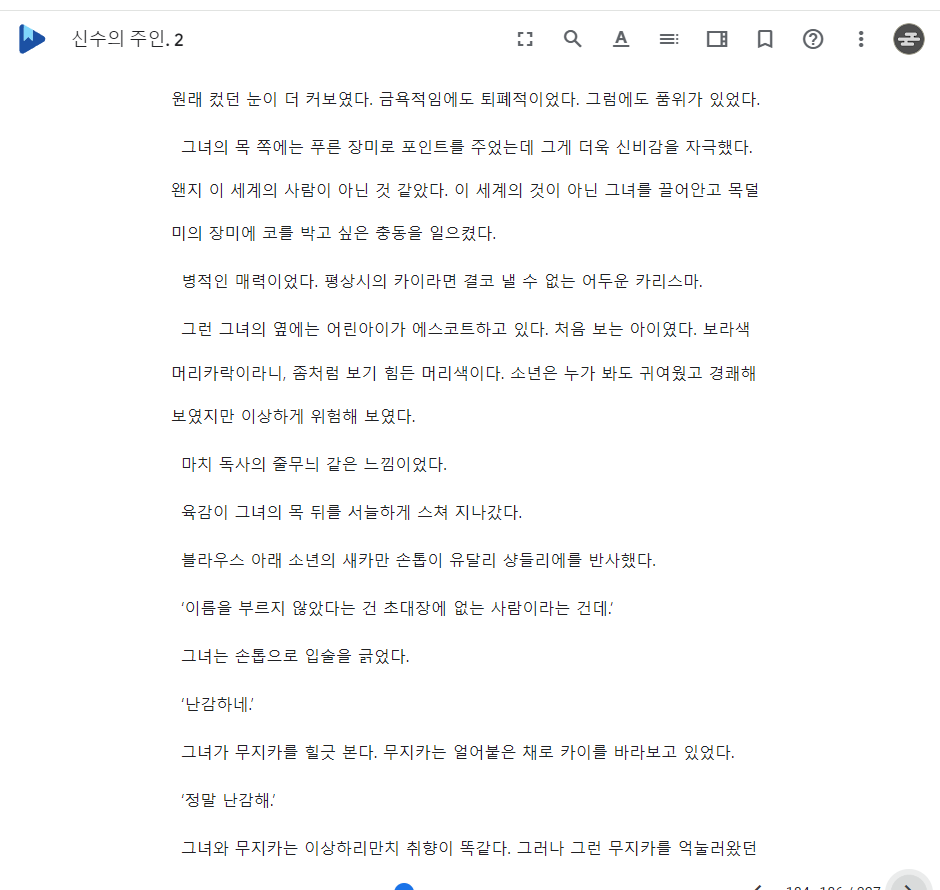 신수의 주인. 2
원래 컸던 눈이 더 커보였다. 금욕적임에도 퇴폐적이었다. 그럼에도 품위가 있었다.
그녀의 목 쪽에는 푸른 장미로 포인트를 주었는데 그게 더욱 신비감을 자극했다.
왠지 이 세계의 사람이 아닌 것 같았다. 이 세계의 것이 아닌 그녀를 끌어안고 목덜
미의 장미에 코를 박고 싶은 충동을 일으켰다.
병적인 매력이었다. 평상시의 카이라면 결코 낼 수 없는 어두운 카리스마.
그런 그녀의 옆에는 어린아이가 에스코트하고 있다. 처음 보는 아이였다. 보라색
머리카락이라니, 좀처럼 보기 힘든 머리색이다. 소년은 누가 봐도 귀여웠고 경쾌해
보였지만 이상하게 위험해 보였다.
마치 독사의 줄무늬 같은 느낌이었다.
육감이 그녀의 목 뒤를 서늘하게 스쳐 지나갔다.
블라우스 아래 소년의 새카만 손톱이 유달리 샹들리에를 반사했다.
‘이름을 부르지 않았다는 건 초대장에 없는 사람이라는 건데.’
그녀는 손톱으로 입술을 긁었다.
‘난감하네.’
그녀가 무지카를 힐긋 본다. 무지카는 얼어붙은 채로 카이를 바라보고 있었다.
‘정말 난감해.’
그녀와 무지카는 이상하리만치 취향이 똑같다. 그러나 그런 무지카를 억눌러왔던